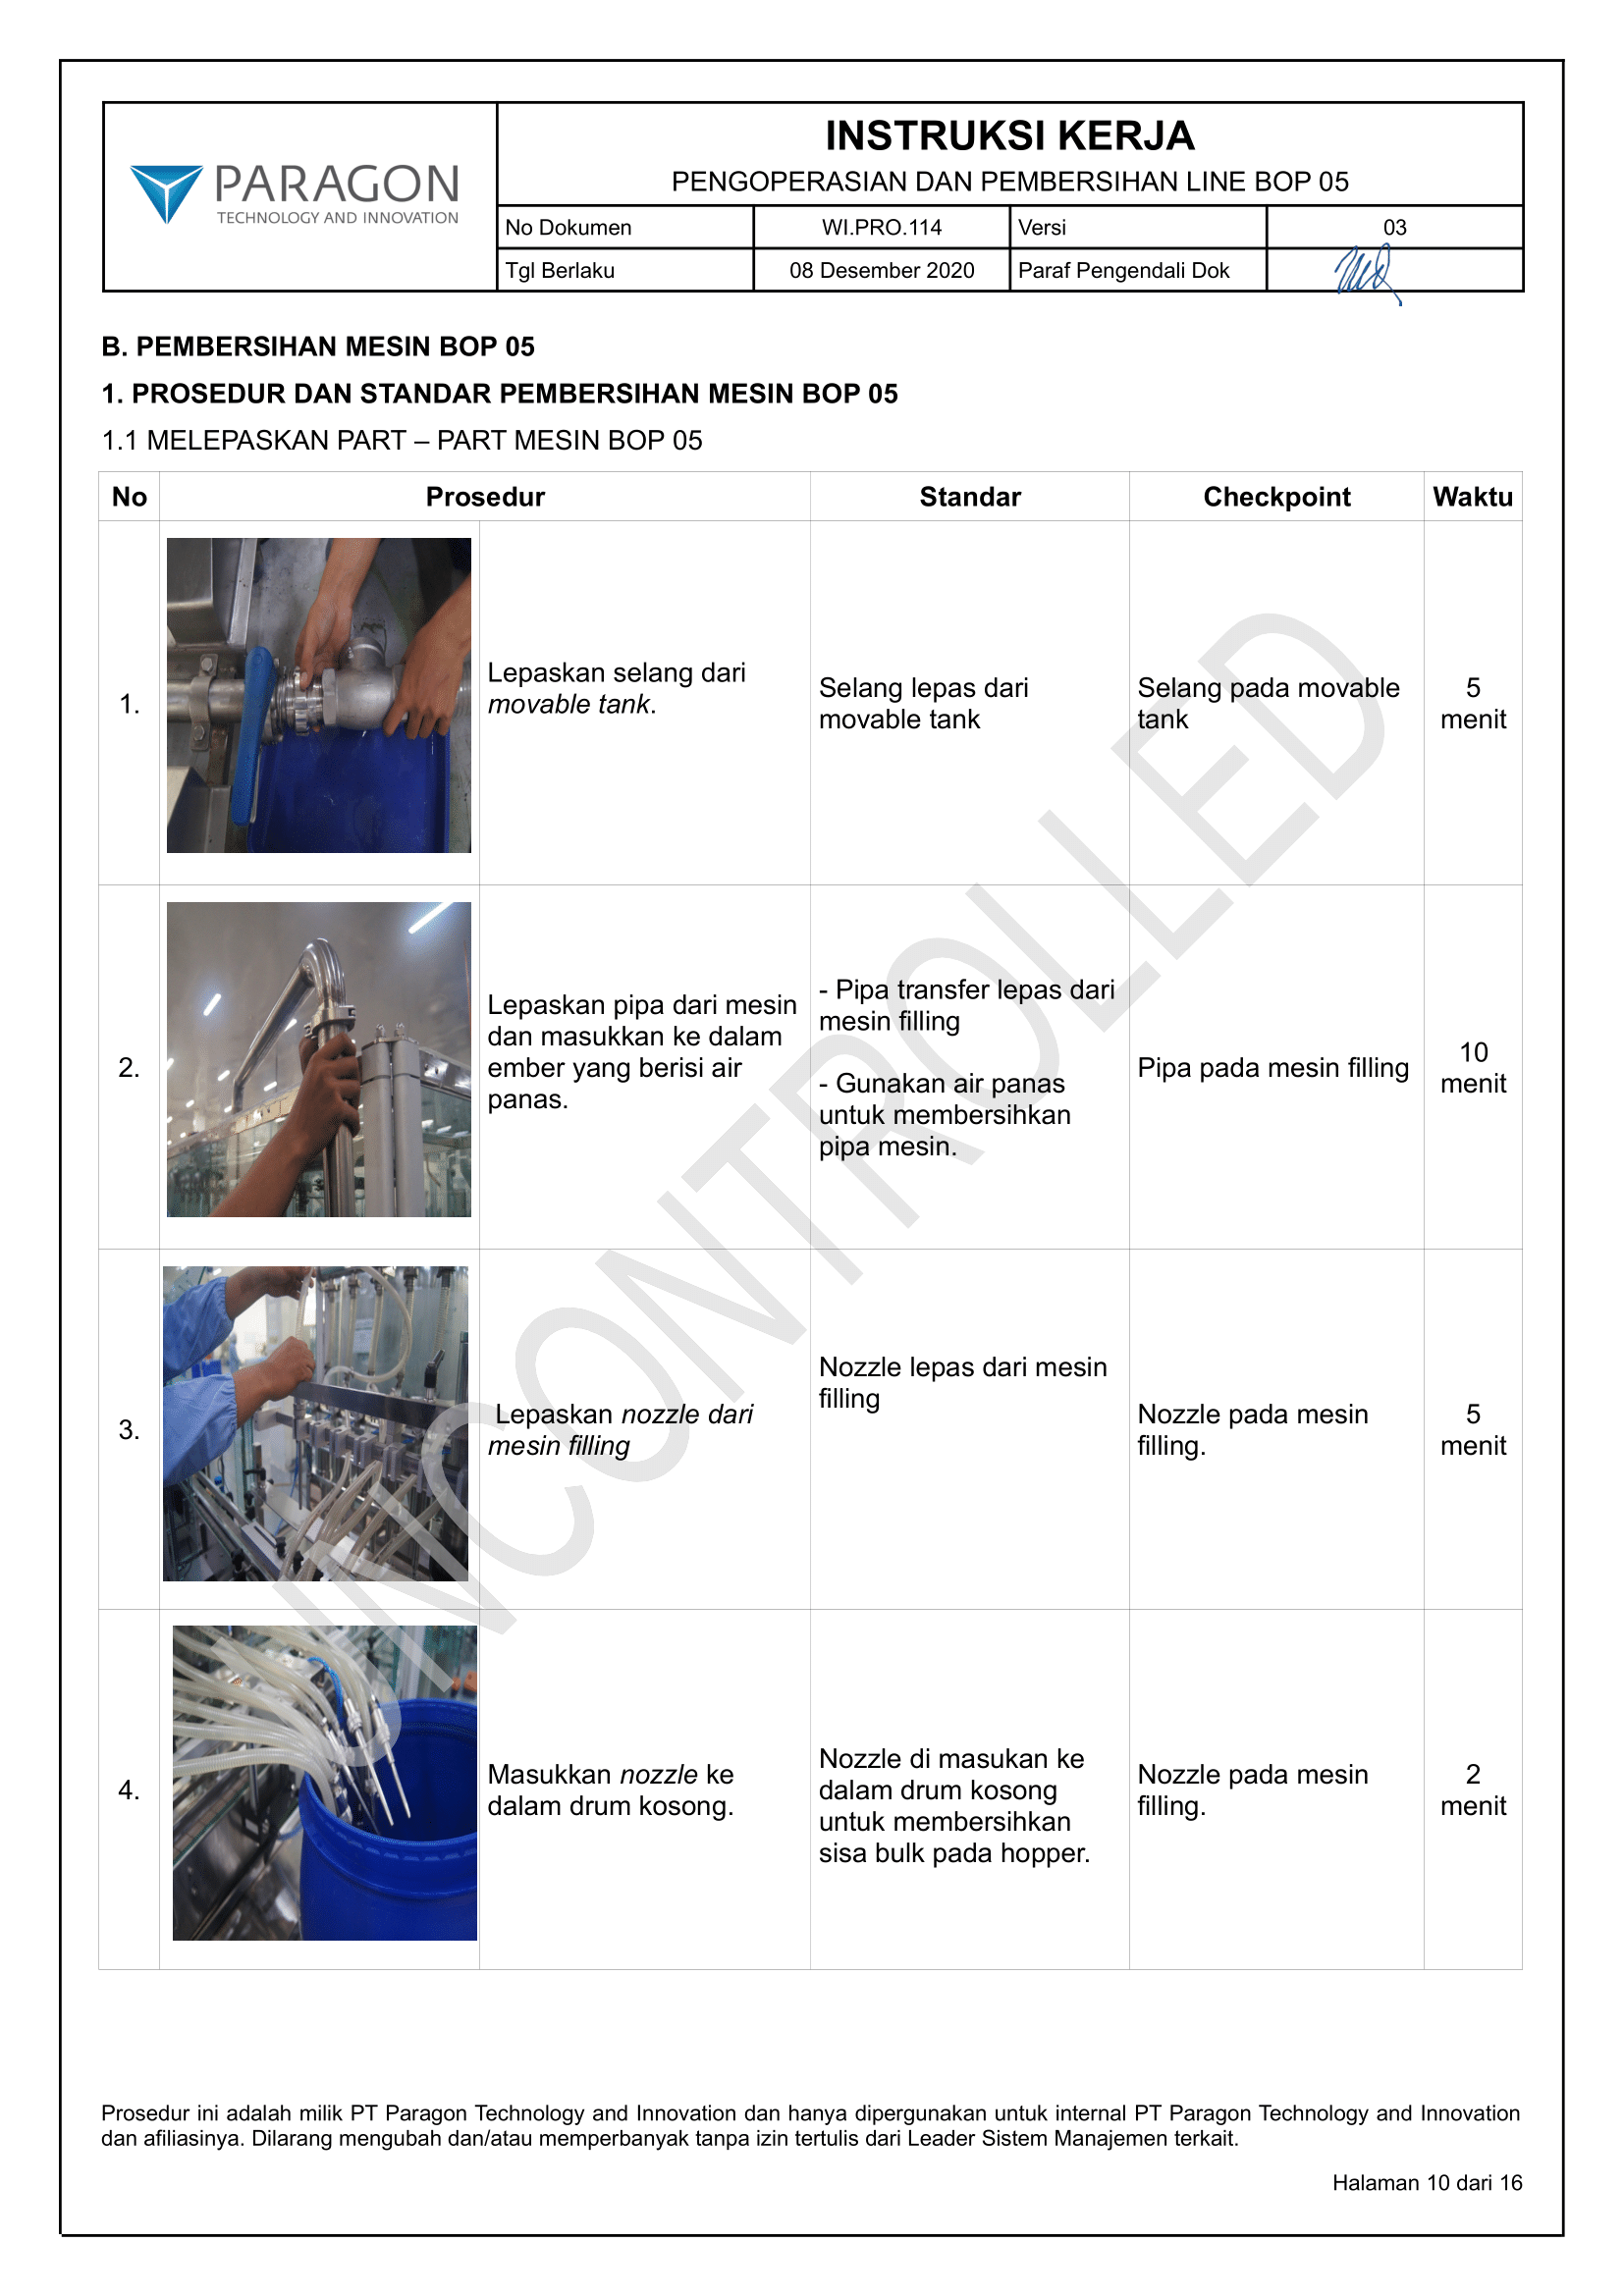 PARAGON
TECHNOLOGY AND INNOVATION
INSTRUKSI KERJA
PENGOPERASIAN DAN PEMBERSIHAN LINE BOP 05
No Dokumen WI.PRO.114 Versi 03
Tgl Berlaku 08 Desember 2020 Paraf Pengendali Dok
B. PEMBERSIHAN MESIN BOP 05
1. PROSEDUR DAN STANDAR PEMBERSIHAN MESIN BOP 05
1.1 MELEPASKAN PART – PART MESIN BOP 05
No Prosedur Standar Checkpoint Waktu
1.
Lepaskan selang dari
movable tank.
Selang lepas dari
movable tank
Selang pada movable
tank
5
menit
2.
Lepaskan pipa dari mesin
dan masukkan ke dalam
ember yang berisi air
panas.
- Pipa transfer lepas dari
mesin filling
- Gunakan air panas
untuk membersihkan
pipa mesin.
Pipa pada mesin filling
10
menit
3.
Lepaskan nozzle dari
mesin filling
Nozzle lepas dari mesin
filling
Nozzle pada mesin
filling.
5
menit
4.
Masukkan nozzle ke
dalam drum kosong.
Nozzle di masukan ke
dalam drum kosong
untuk membersihkan
sisa bulk pada hopper.
Nozzle pada mesin
filling.
2
menit
UNCONTROLLED
Prosedur ini adalah milik PT Paragon Technology and Innovation dan hanya dipergunakan untuk internal PT Paragon Technology and Innovation
dan afiliasinya. Dilarang mengubah dan/atau memperbanyak tanpa izin tertulis dari Leader Sistem Manajemen terkait.
Halaman 10 dari 16